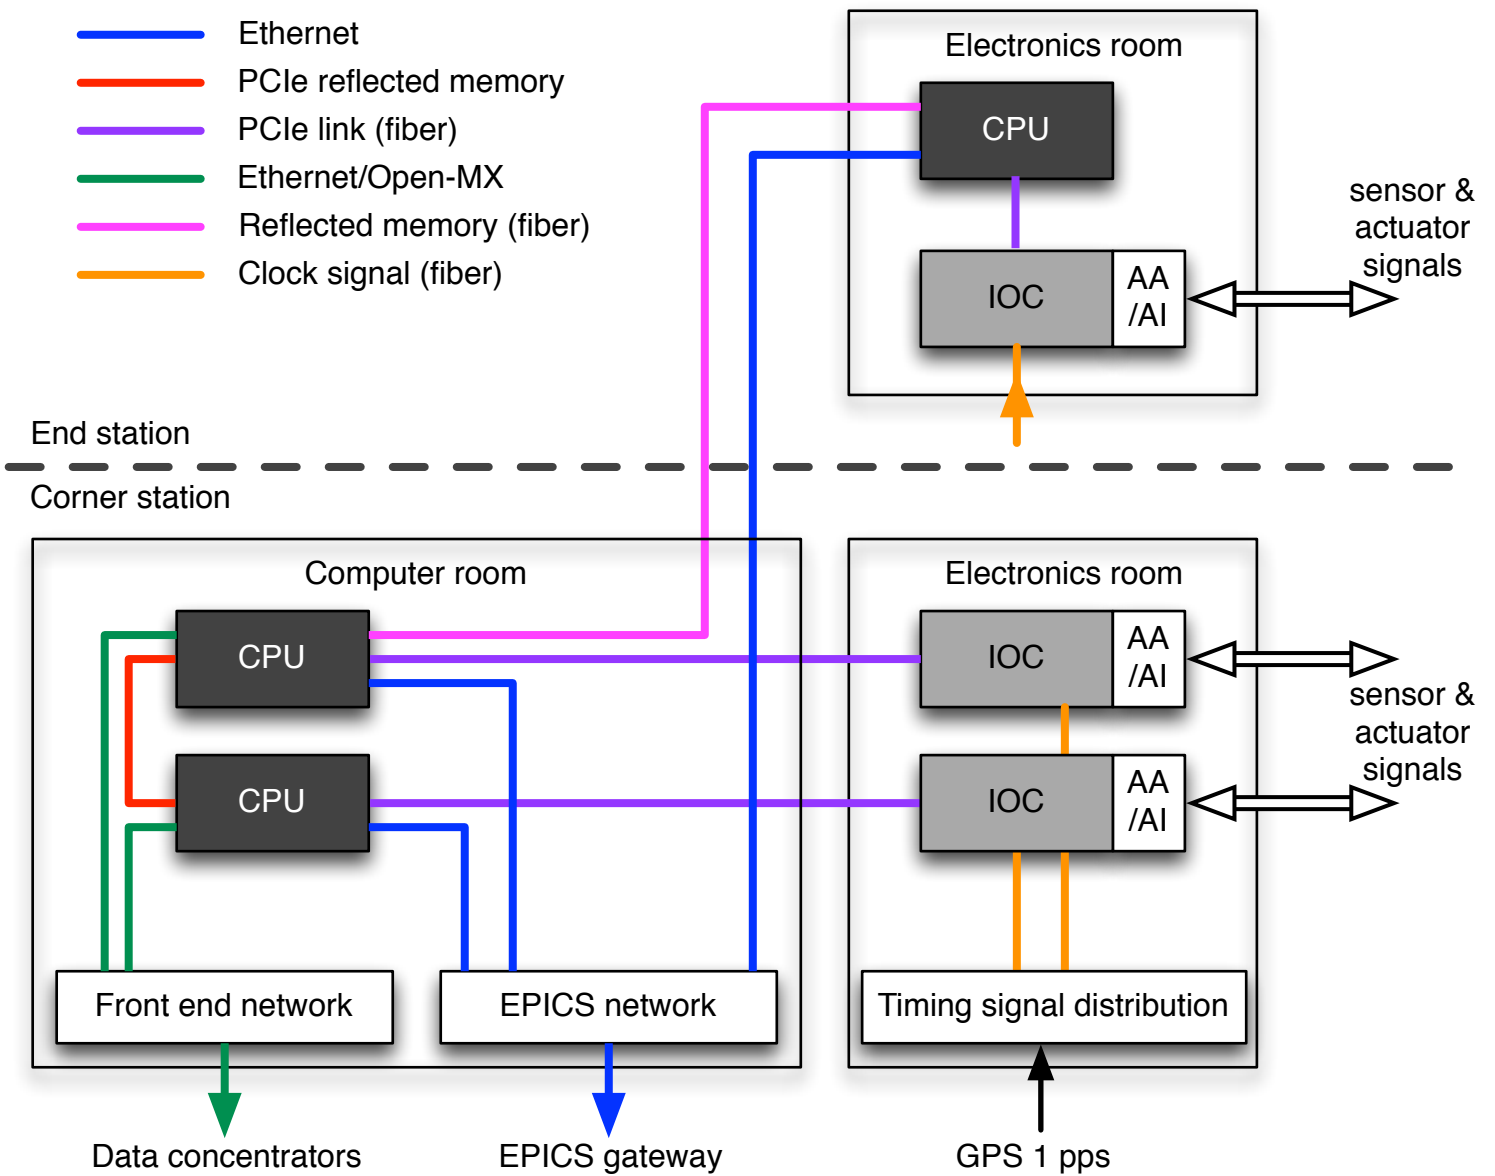 Ethernet
PCIe reflected memory
PCIe link (fiber)
Ethernet/Open-MX
Reflected memory (fiber)
Clock signal (fiber)
Electronics room
CPU
IOC
AA
/AI
sensor &
actuator
signals
End station
Corner station
Computer room
CPU
CPU
Front end network
EPICS network
Electronics room
IOC
AA
/AI
IOC
AA
/AI
sensor &
actuator
signals
Timing signal distribution
Data concentrators
EPICS gateway
GPS 1 pps